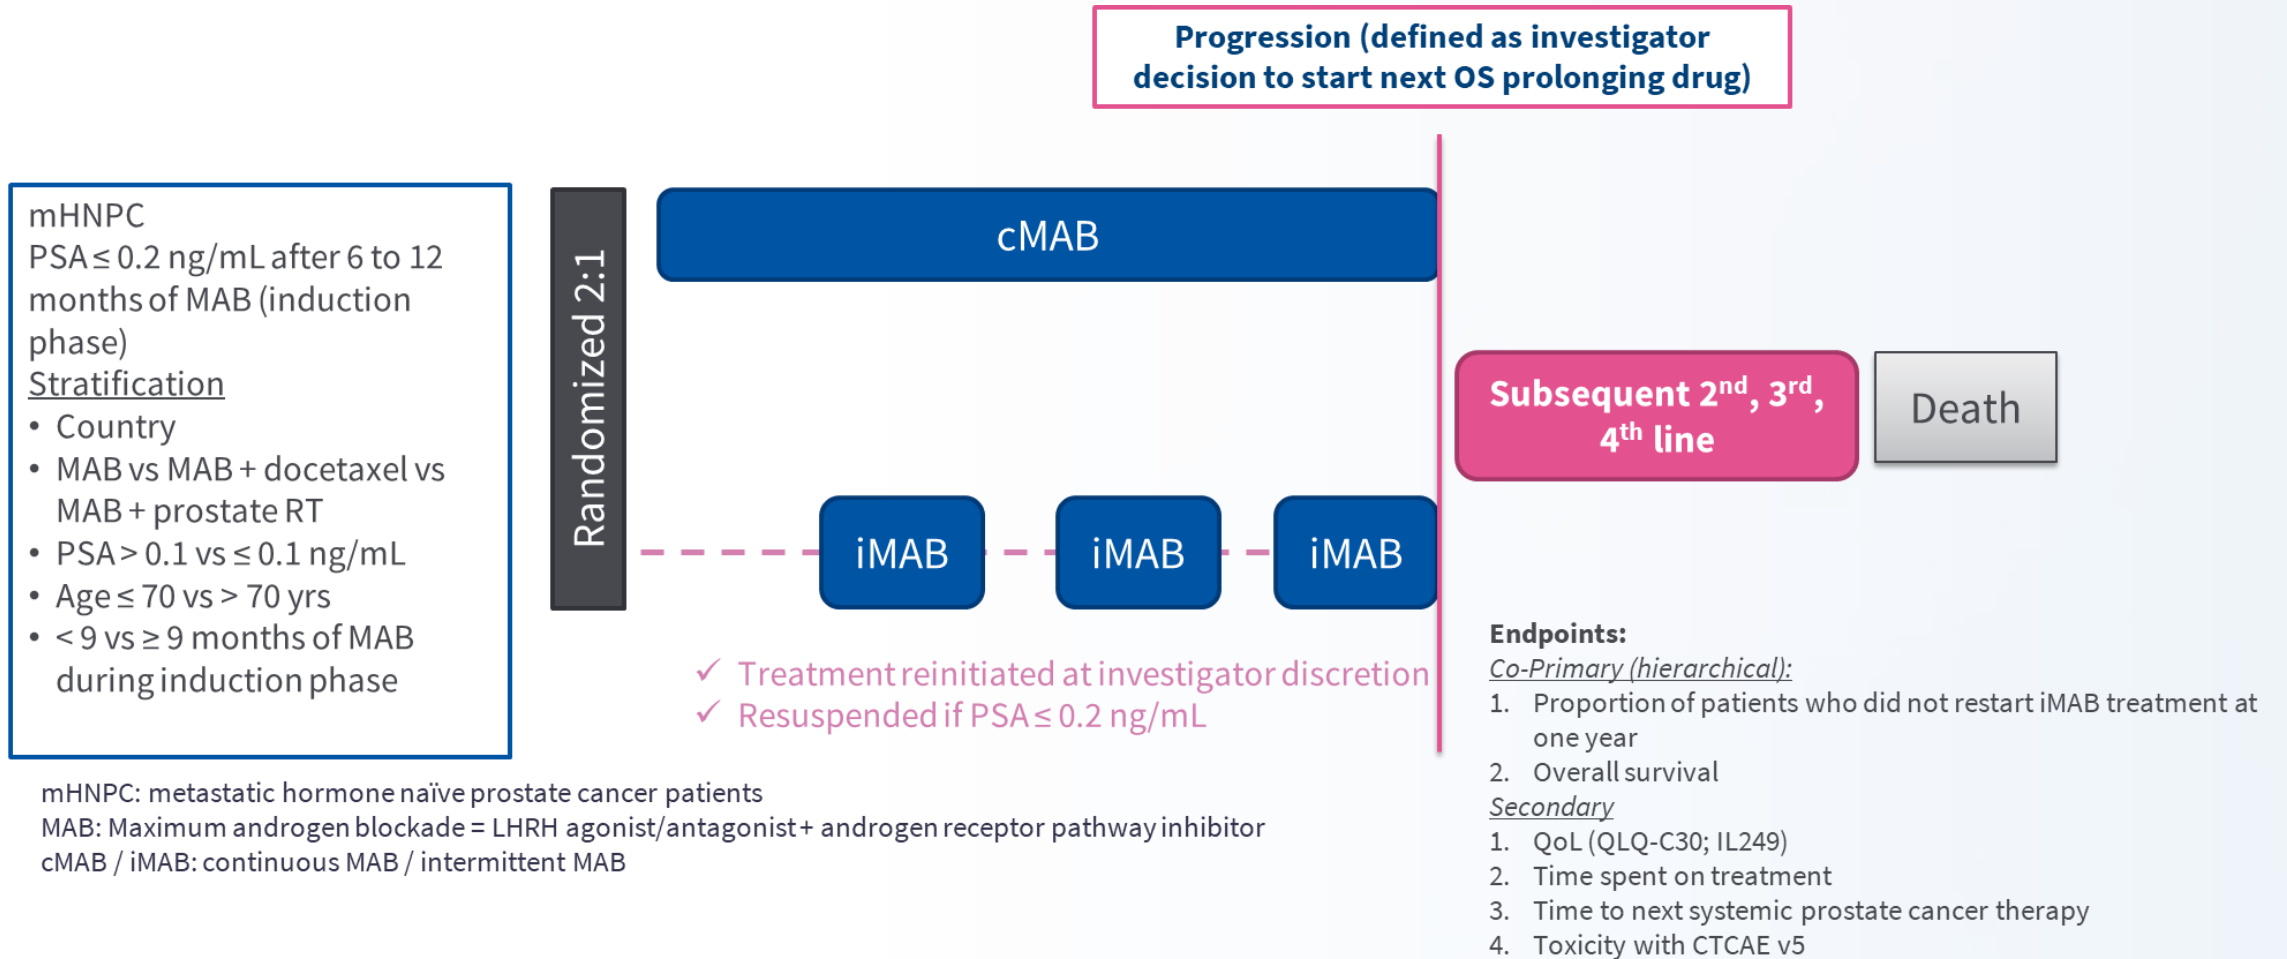 Progression (defined as investigator
decision to start next OS prolonging drug)
mHNPC
PSA ≤ 0.2 ng/mL after 6 to 12
months of MAB (induction
phase)
Stratification
• Country
• MAB vs MAB + docetaxel vs
MAB + prostate RT
• PSA > 0.1 vs ≤ 0.1 ng/mL
• Age ≤ 70 vs > 70 yrs
• < 9 vs ≥ 9 months of MAB
during induction phase
Randomized 2:1
cMAB
iMAB
iMAB
iMAB
✓ Treatment reinitiated at investigator discretion
✓ Resuspended if PSA ≤ 0.2 ng/mL
Subsequent 2nd, 3rd,
4th line
Death
Endpoints:
Co-Primary (hierarchical):
1. Proportion of patients who did not restart iMAB treatment at
one year
2. Overall survival
Secondary
1. QoL (QLQ-C30; IL249)
2. Time spent on treatment
3. Time to next systemic prostate cancer therapy
4. Toxicity with CTCAE v5
mHNPC: metastatic hormone naïve prostate cancer patients
MAB: Maximum androgen blockade = LHRH agonist/antagonist + androgen receptor pathway inhibitor
cMAB / iMAB: continuous MAB / intermittent MAB